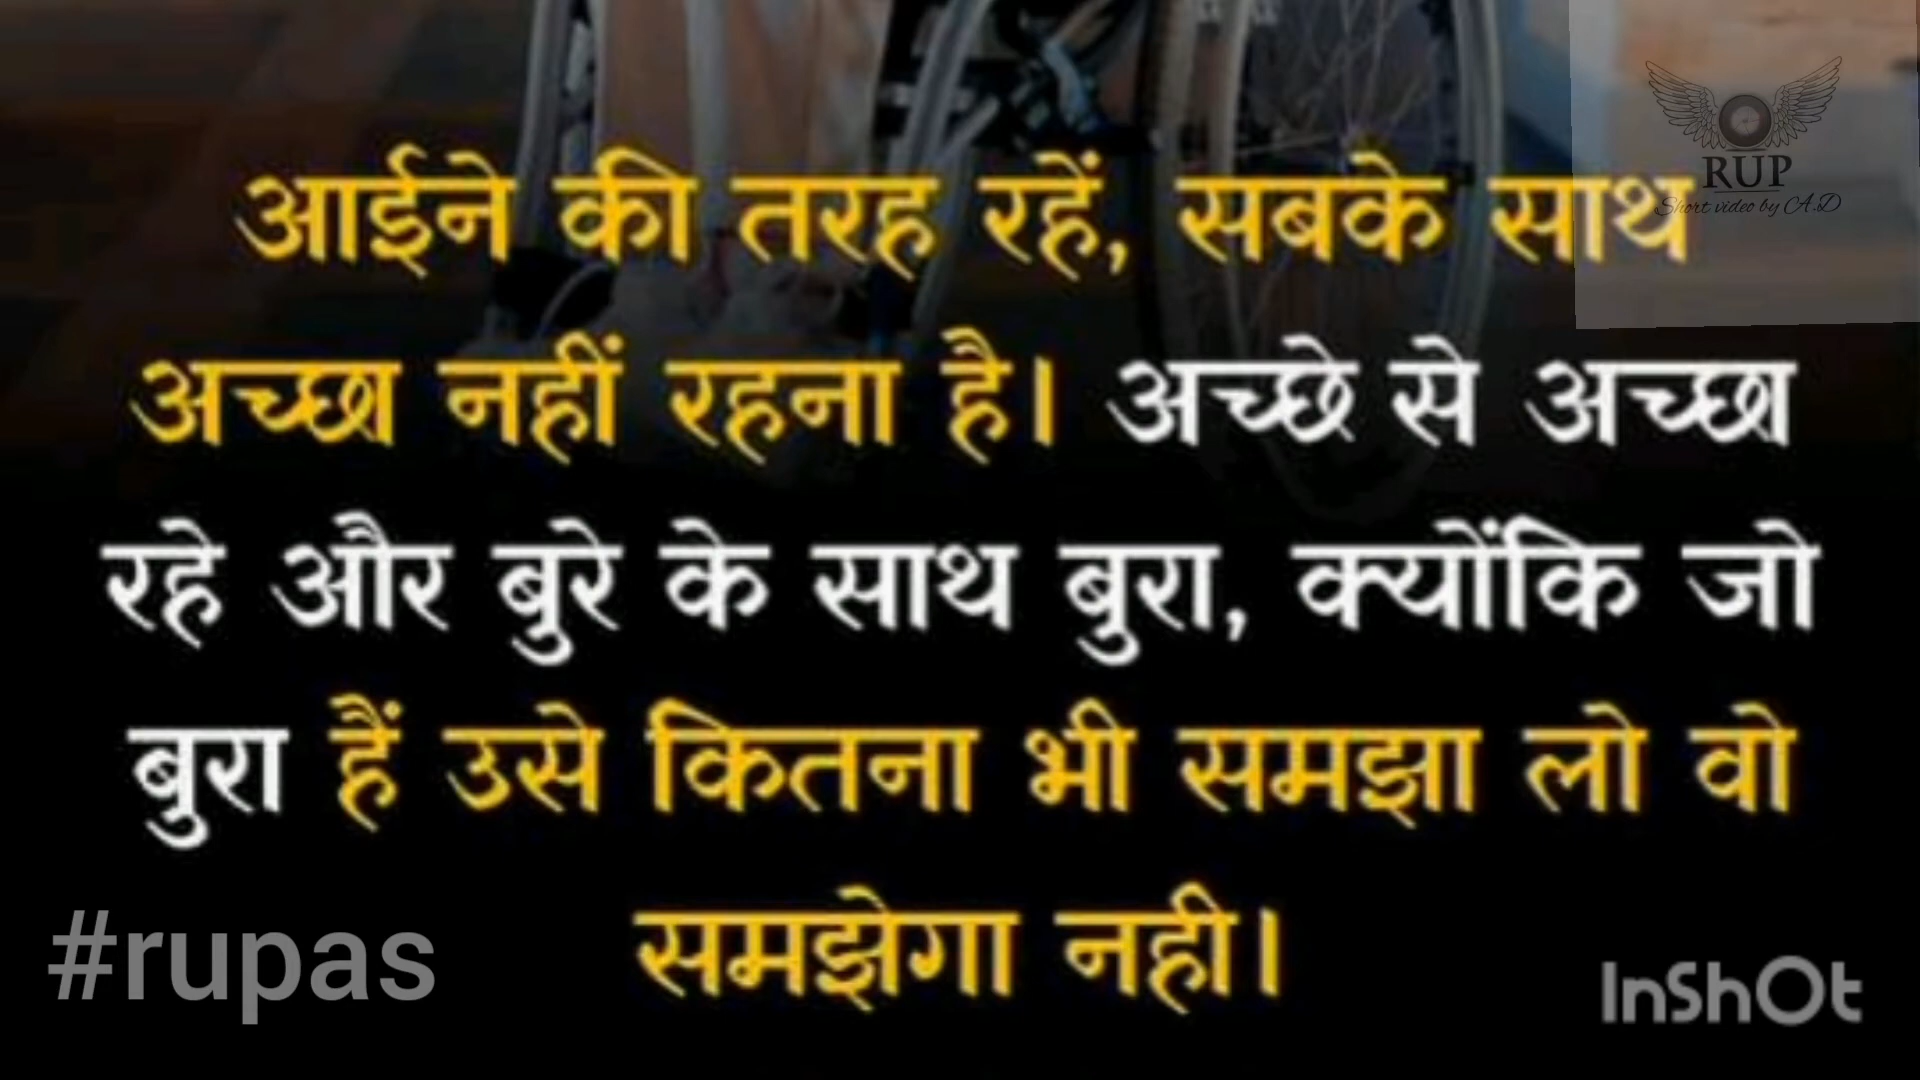 RUP
Short video by A.D
आईने की तरह रहें, सबके साथ
अच्छा नहीं रहना है। अच्छे से अच्छा
रहे और बुरे के साथ बुरा, क्योंकि जो
बुरा हैं उसे कितना भी समझा लो वो
समझेगा नही।
#rupas
InShOt